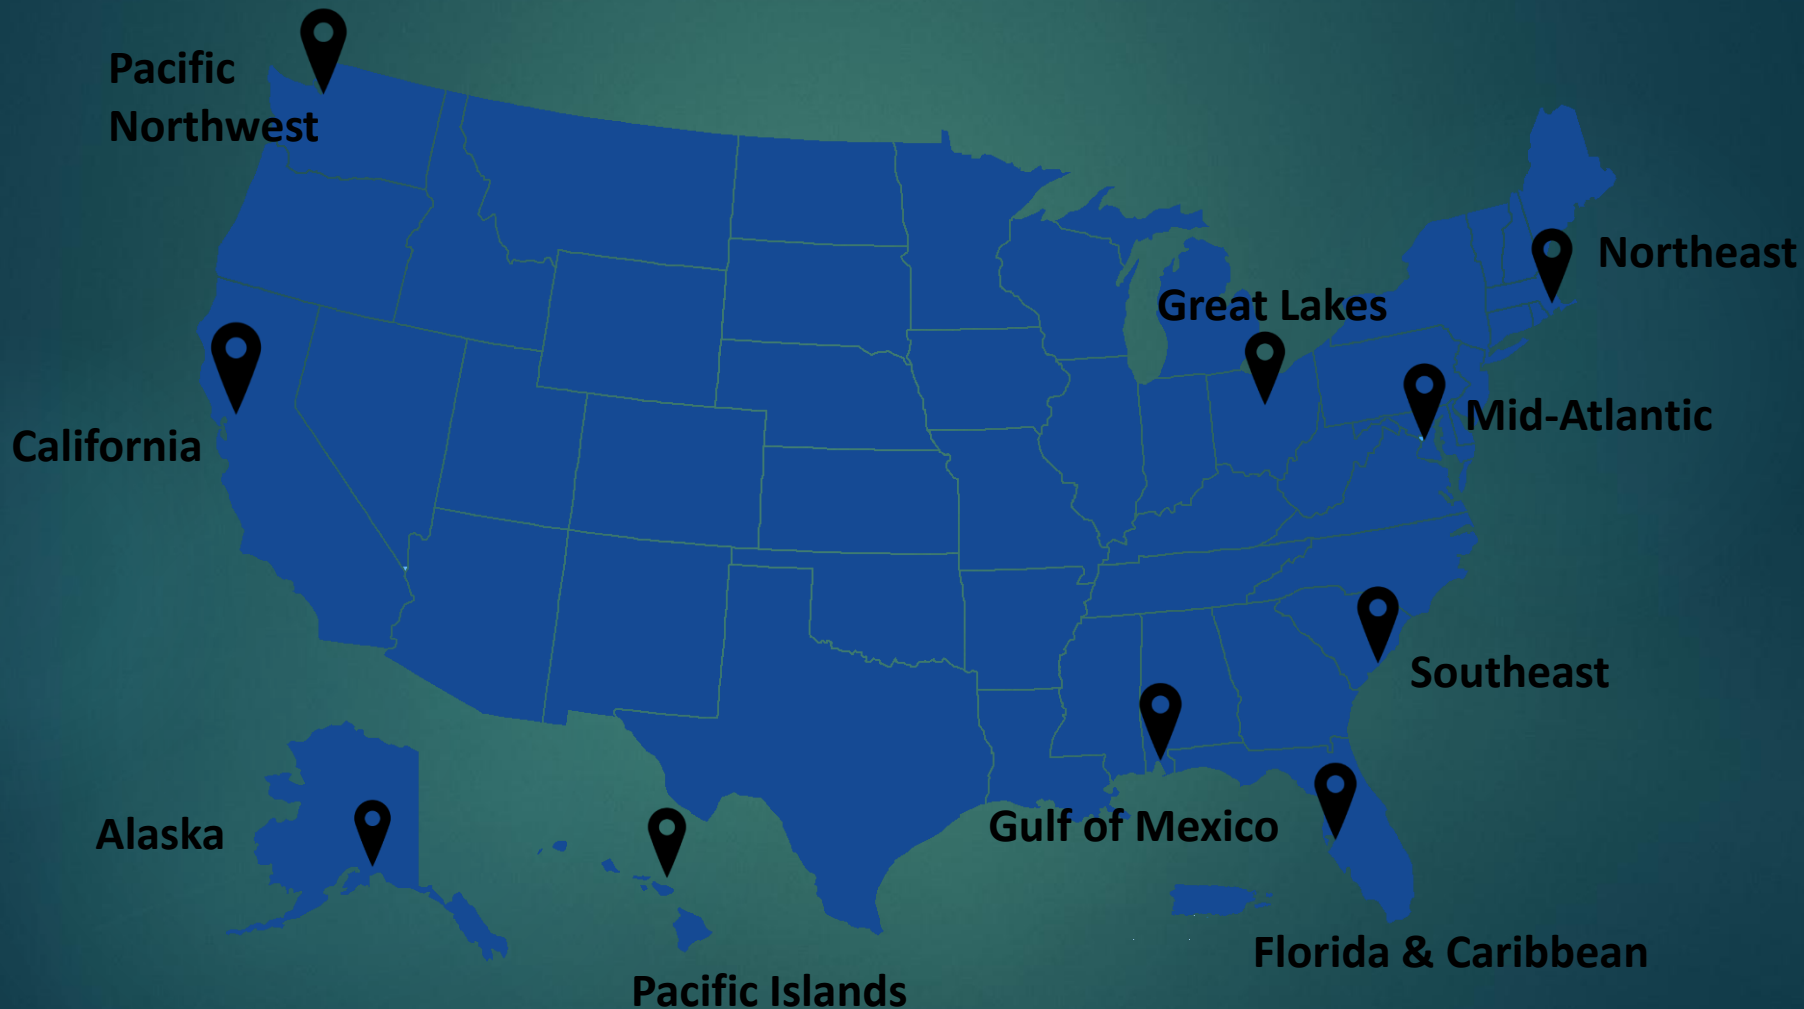 Pacific
Northwest
Northeast
Great Lakes
Mid-Atlantic
California
Southeast
Gulf of Mexico
Alaska
Florida & Caribbean
Pacific Islands